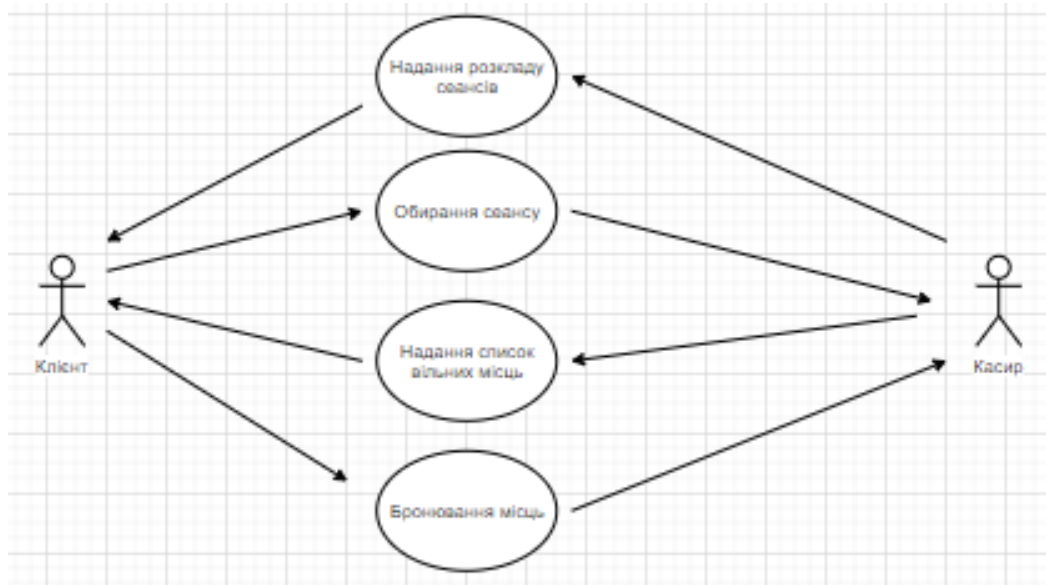 Надання розкладу
сеансів
Обирання сеансу
Клієнт
Касир
Надання список
вільних місць
Бронювання місць